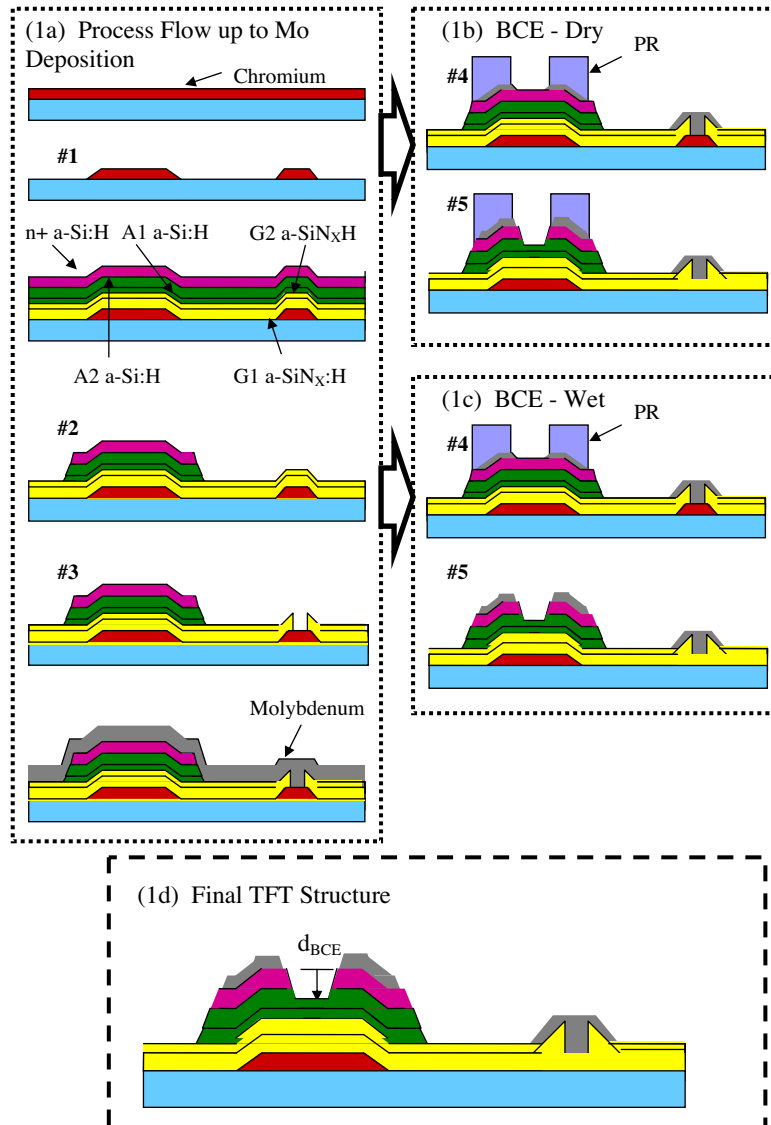 (1a) Process Flow up to Mo
Deposition
Chromium
#1
n+ a-Si:H A1 a-Si:H G2 a-SiNXH
A2 a-Si:H G1 a-SiNX:H
#2
#3
Molybdenum
(1b) BCE - Dry
#4 PR
#5
(1c) BCE - Wet
PR
#4
#5
(1d) Final TFT Structure
dBCE